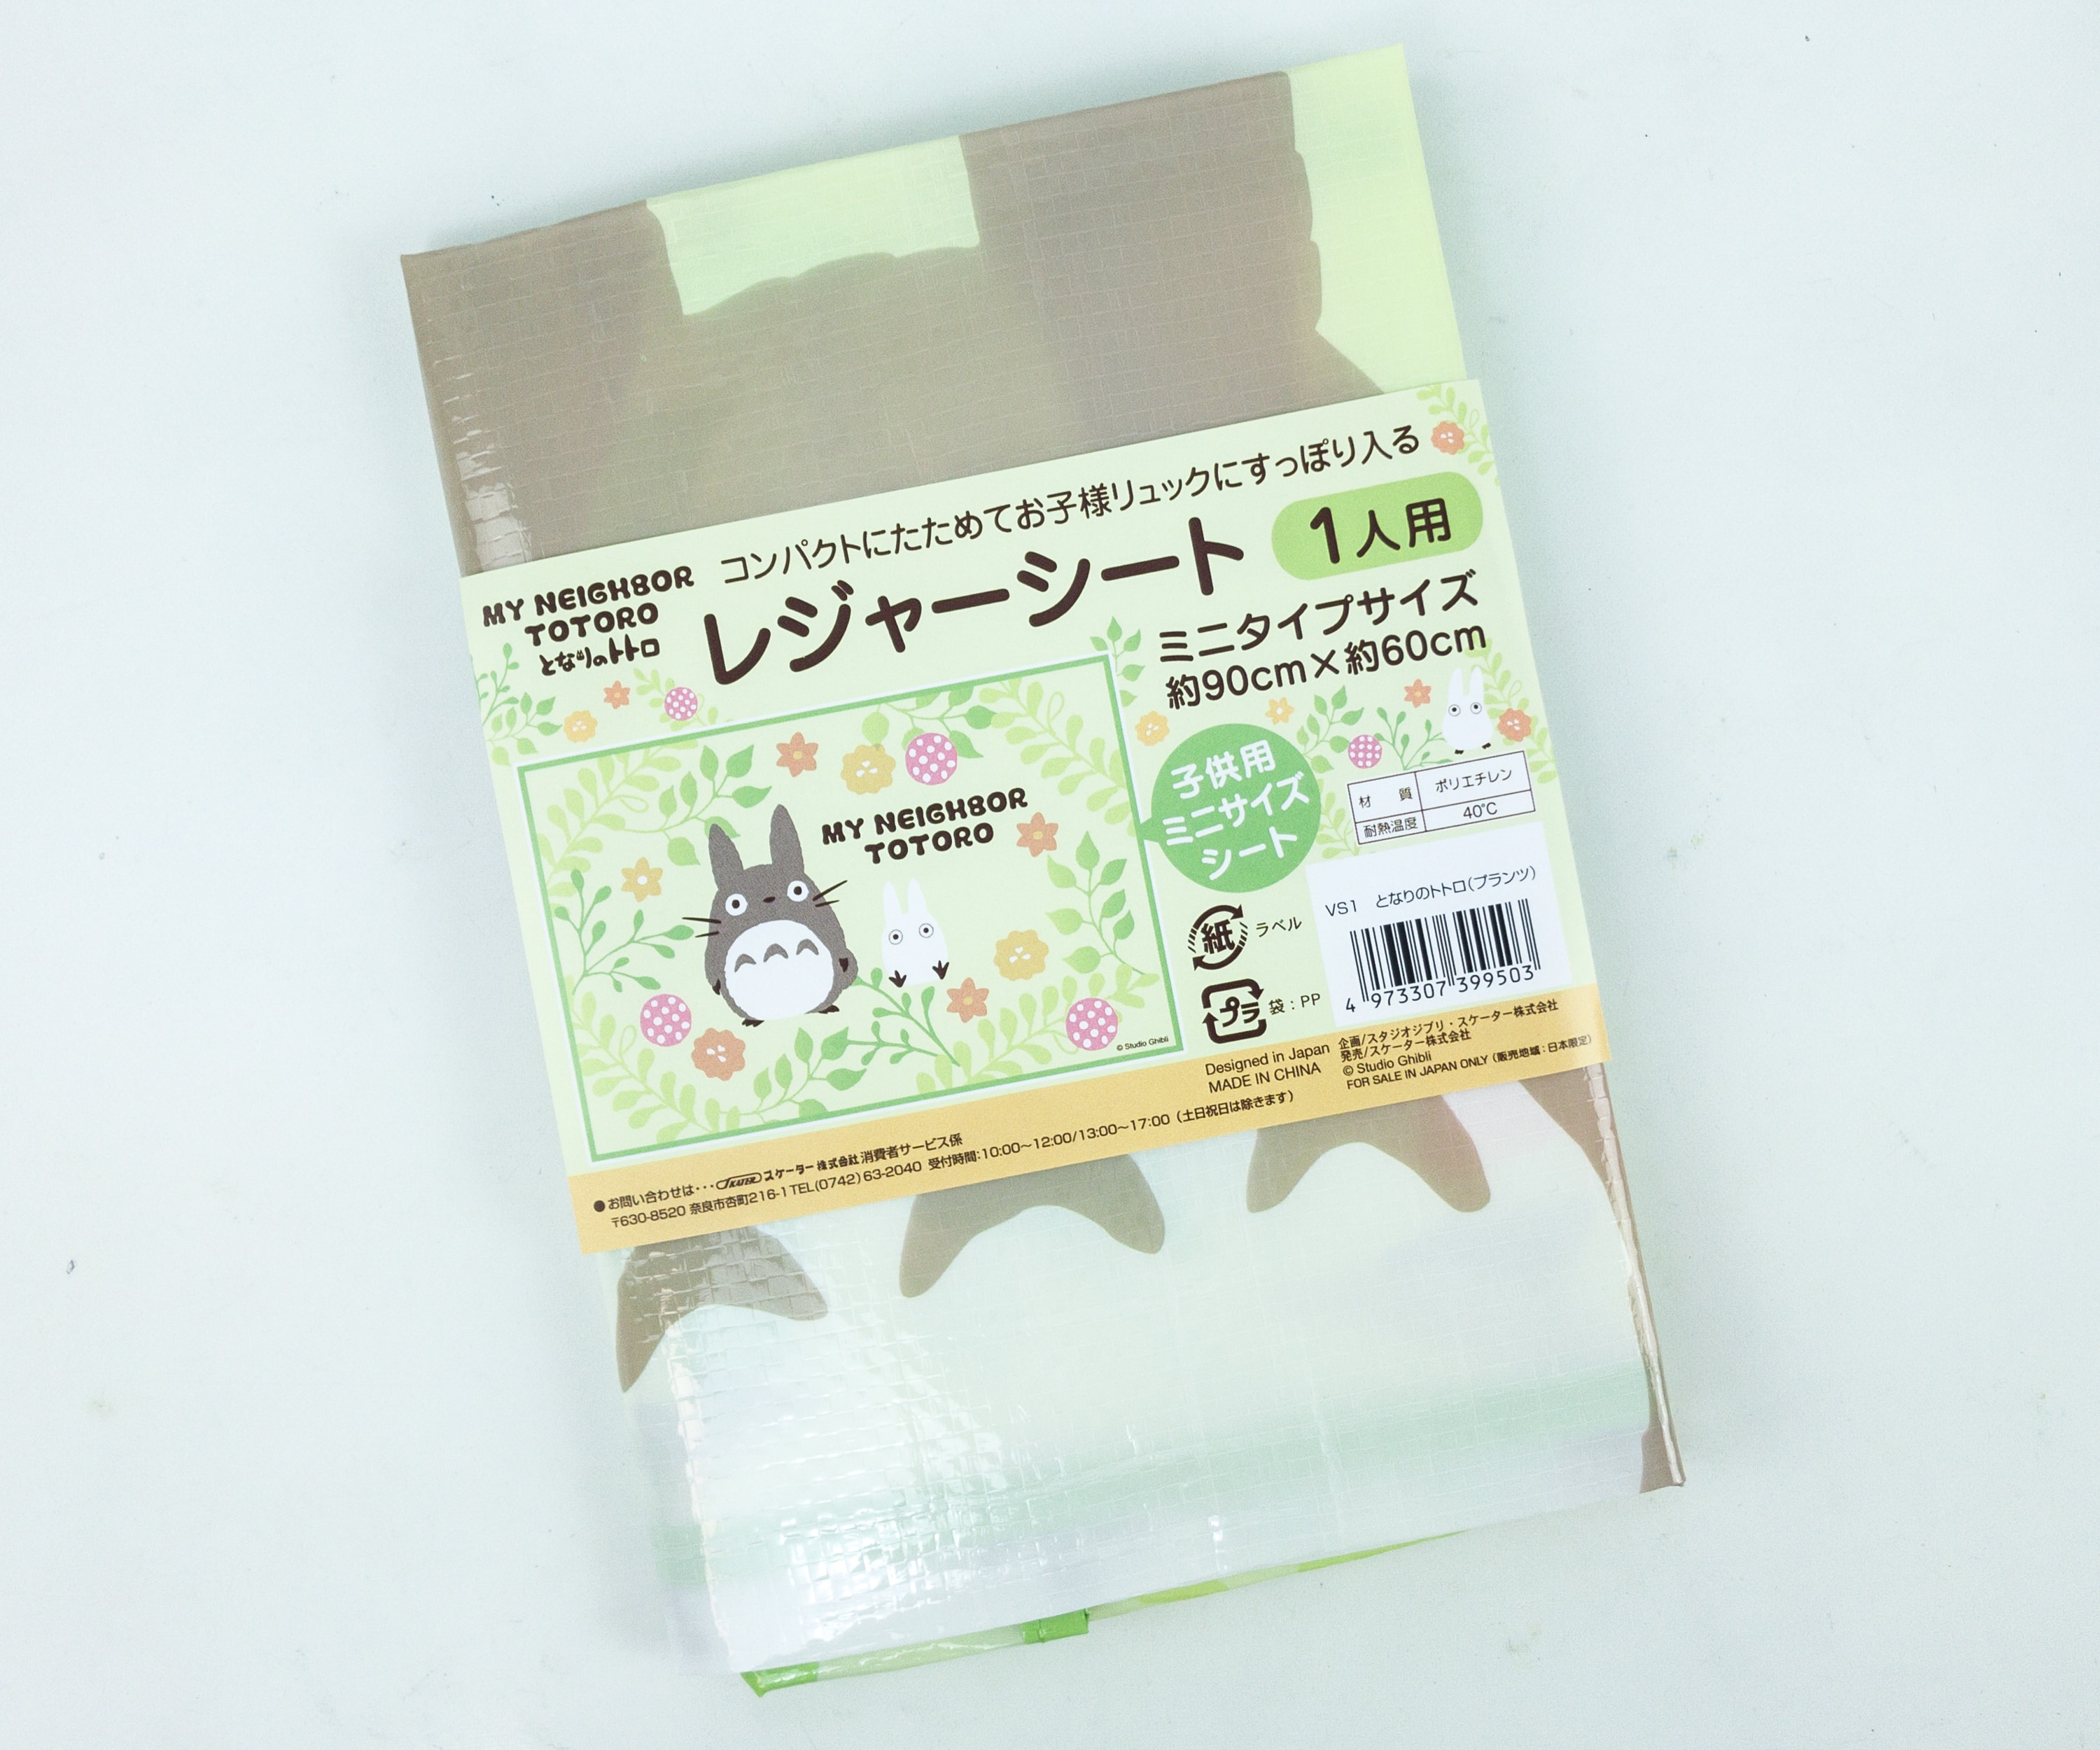 コンパクトにたためてお子様リュックにすっぽり入る
MY NEIGHBOR
TOTORO
となりのトトロ
レジャーシート
1人用
ミニタイプサイズ
約90cm×約60cm
MY NEIGHBOR
TOTORO
© Studio Ghibli
子供用
ミニサイズ
シート
材質 ポリエチレン
耐熱温度 40℃
紙 ラベル
プラ 袋:PP
VS1 となりのトトロ(プランツ)
4 973307 399503
Designed in Japan
MADE IN CHINA
企画/スタジオジブリ・スケーター株式会社
発売/スケーター株式会社
© Studio Ghibli
FOR SALE IN JAPAN ONLY (販売地域:日本限定)
●お問い合わせは・・・SKATER スケーター株式会社 消費者サービス係
〒630-8520 奈良市杏町216-1 TEL(0742)63-2040 受付時間:10:00~12:00/13:00~17:00 (土日祝日は除きます)